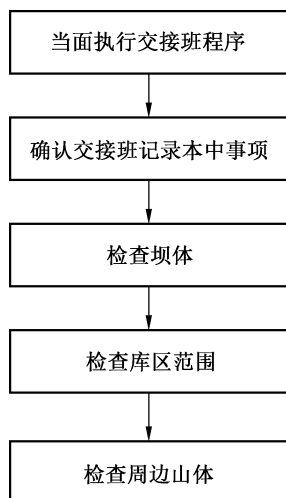 当面执行交接班程序
确认交接班记录本中事项
检查坝体
检查库区范围
检查周边山体